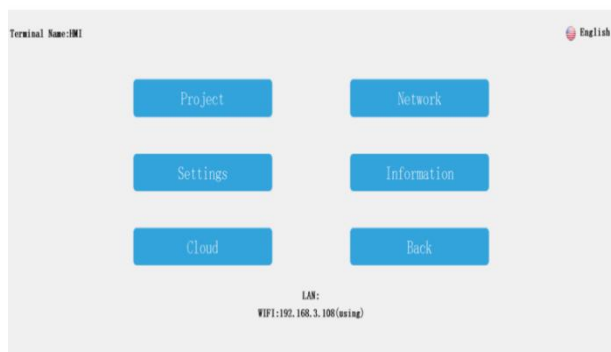 Terminal Name:HMI
English
Project
Network
Settings
Information
Cloud
Back
LAN:
WIFI:192.168.3.108(using)